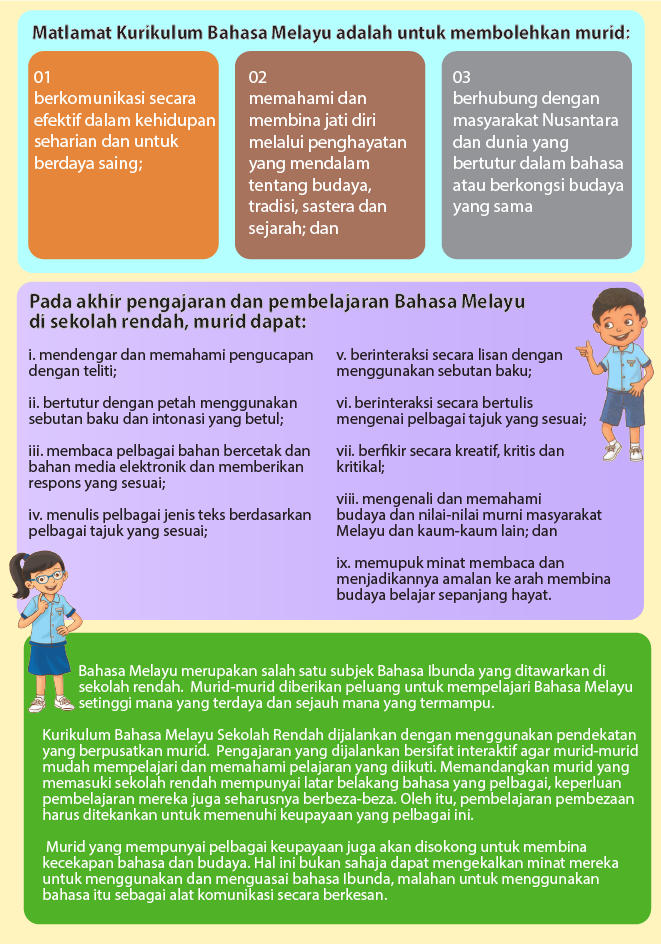 Matlamat Kurikulum Bahasa Melayu adalah untuk membolehkan murid:
01
berkomunikasi secara
efektif dalam kehidupan
seharian dan untuk
berdaya saing;
02
memahami dan
membina jati diri
melalui penghayatan
yang mendalam
tentang budaya,
tradisi, sastera dan
sejarah; dan
03
berhubung dengan
masyarakat Nusantara
dan dunia yang
bertutur dalam bahasa
atau berkongsi budaya
yang sama
Pada akhir pengajaran dan pembelajaran Bahasa Melayu
di sekolah rendah, murid dapat:
i. mendengar dan memahami pengucapan
dengan teliti;
ii. bertutur dengan petah menggunakan
sebutan baku dan intonasi yang betul;
iii. membaca pelbagai bahan bercetak dan
bahan media elektronik dan memberikan
respons yang sesuai;
iv. menulis pelbagai jenis teks berdasarkan
pelbagai tajuk yang sesuai;
v. berinteraksi secara lisan dengan
menggunakan sebutan baku;
vi. berinteraksi secara bertulis
mengenai pelbagai tajuk yang sesuai;
vii. berfikir secara kreatif, kritis dan
kritikal;
viii. mengenali dan memahami
budaya dan nilai-nilai murni masyarakat
Melayu dan kaum-kaum lain; dan
ix. memupuk minat membaca dan
menjadikannya amalan ke arah membina
budaya belajar sepanjang hayat.
Bahasa Melayu merupakan salah satu subjek Bahasa Ibunda yang ditawarkan di
sekolah rendah. Murid-murid diberikan peluang untuk mempelajari Bahasa Melayu
setinggi mana yang terdaya dan sejauh mana yang termampu.
Kurikulum Bahasa Melayu Sekolah Rendah dijalankan dengan menggunakan pendekatan
yang berpusatkan murid. Pengajaran yang dijalankan bersifat interaktif agar murid-murid
mudah mempelajari dan memahami pelajaran yang diikuti. Memandangkan murid yang
memasuki sekolah rendah mempunyai latar belakang bahasa yang pelbagai, keperluan
pembelajaran mereka juga seharusnya berbeza-beza. Oleh itu, pembelajaran pembezaan
harus ditekankan untuk memenuhi keupayaan yang pelbagai ini.
Murid yang mempunyai pelbagai keupayaan juga akan disokong untuk membina
kecekapan bahasa dan budaya. Hal ini bukan sahaja dapat mengekalkan minat mereka
untuk menggunakan dan menguasai bahasa Ibunda, malahan untuk menggunakan
bahasa itu sebagai alat komunikasi secara berkesan.